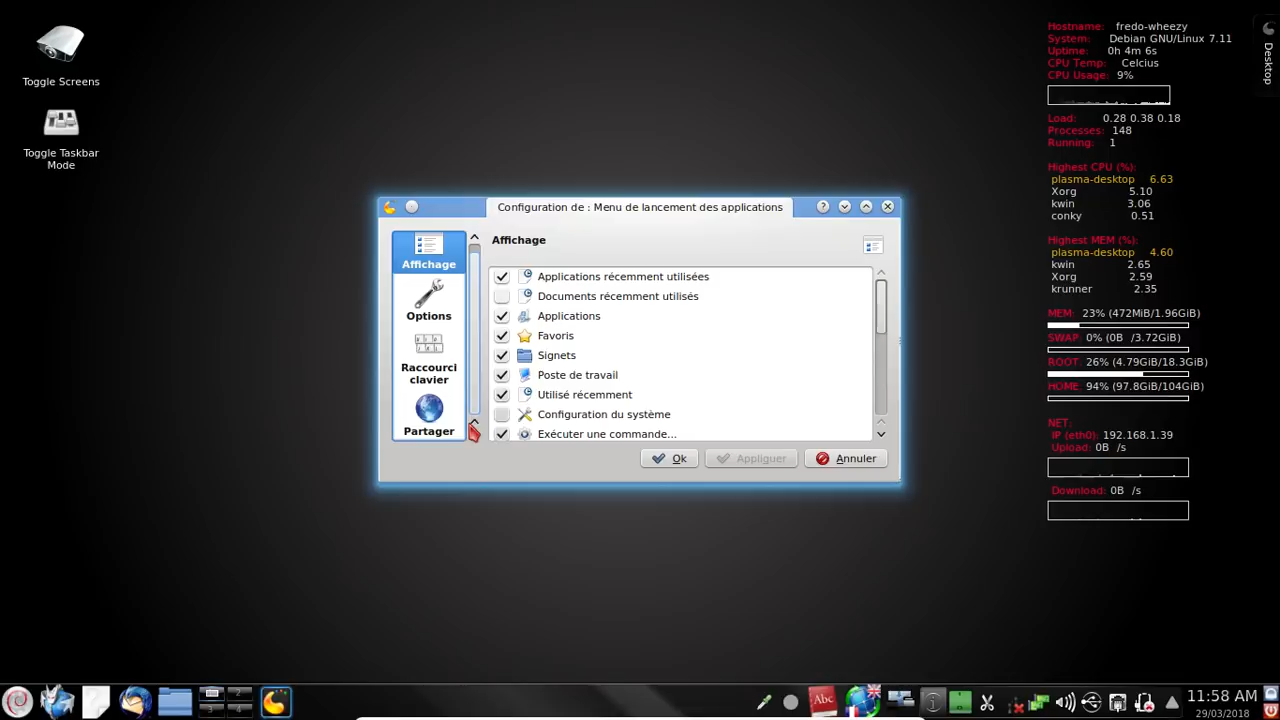 Toggle Screens
Toggle Taskbar
Mode
Configuration de : Menu de lancement des applications
Affichage
Options
Raccourci
clavier
Partager
Affichage
Applications récemment utilisées
Documents récemment utilisés
Applications
Favoris
Signets
Poste de travail
Utilisé récemment
Configuration du système
Exécuter une commande...
Ok
Appliquer
Annuler
Hostname: fredo-wheezy
System: Debian GNU/Linux 7.11
Uptime: 0h 4m 6s
CPU Temp: Celcius
CPU Usage: 9%
Load: 0.28 0.38 0.18
Processes: 148
Running: 1
Highest CPU (%):
plasma-desktop 6.63
Xorg 5.10
kwin 3.06
conky 0.51
Highest MEM (%):
plasma-desktop 4.60
kwin 2.65
Xorg 2.59
krunner 2.35
MEM: 23% (472MiB/1.96GiB)
SWAP: 0% (0B /3.72GiB)
ROOT: 26% (4.79GiB/18.3GiB)
HOME: 94% (97.8GiB/104GiB)
NET:
IP (eth0): 192.168.1.39
Upload: 0B /s
Download: 0B /s
Desktop
2
3
4
Abc
11:58 AM
29/03/2018